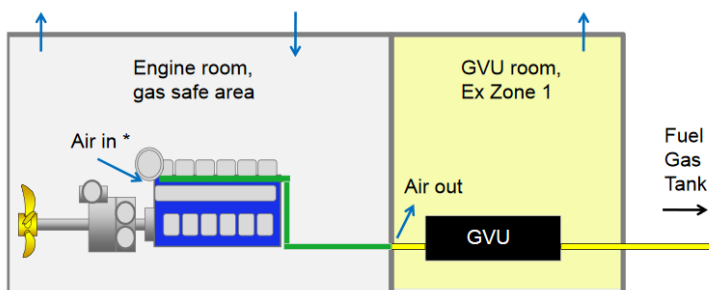 Engine room,
gas safe area
GVU room,
Ex Zone 1
Air in *
Fuel
Gas
Tank
Air out
GVU